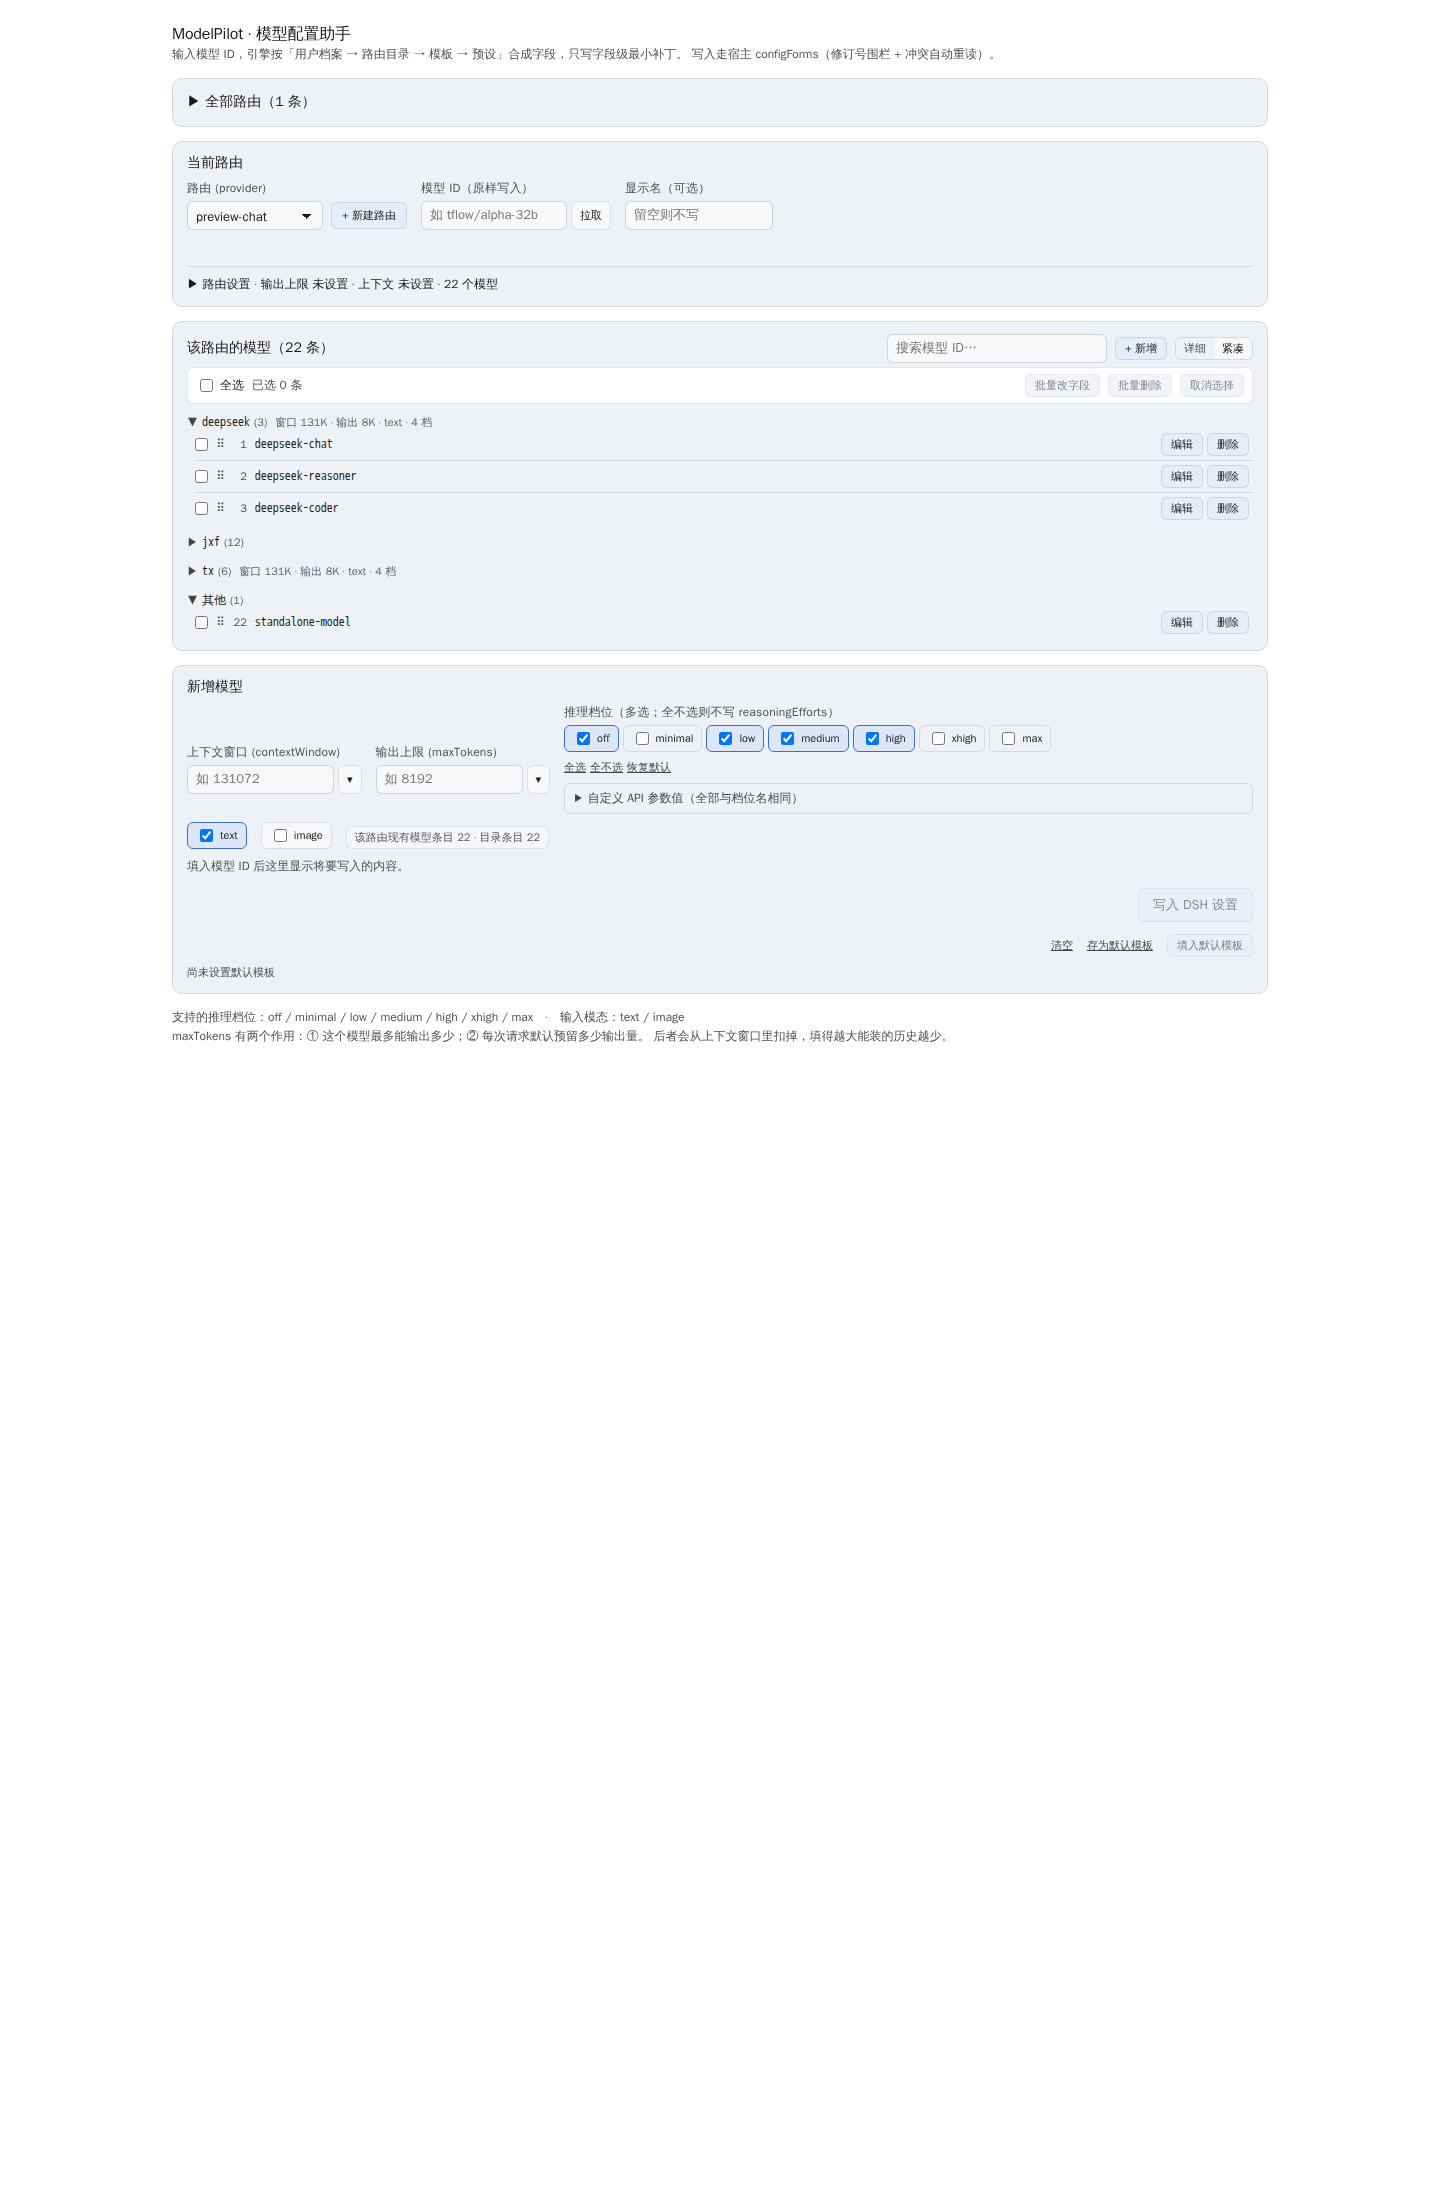 ModelPilot · 模型配置助手
输入模型 ID，引擎按「用户档案 → 路由目录 → 模板 → 预设」合成字段，只写字段级最小补丁。 写入走宿主 configForms（修订号围栏 + 冲突自动重读）。
▶ 全部路由（1 条）
当前路由
路由 (provider) 模型 ID（原样写入） 显示名（可选）
preview-chat + 新建路由 如 tflow/alpha-32b 拉取 留空则不写
▶ 路由设置 · 输出上限 未设置 · 上下文 未设置 · 22 个模型
该路由的模型（22 条） 搜索模型 ID… + 新增 详细 紧凑
全选 已选 0 条 批量改字段 批量删除 取消选择
▼ deepseek (3) 窗口 131K · 输出 8K · text · 4 档
⠿ 1 deepseek-chat 编辑 删除
⠿ 2 deepseek-reasoner 编辑 删除
⠿ 3 deepseek-coder 编辑 删除
▶ jxf (12)
▶ tx (6) 窗口 131K · 输出 8K · text · 4 档
▼ 其他 (1)
⠿ 22 standalone-model 编辑 删除
新增模型
推理档位（多选；全不选则不写 reasoningEfforts）
off minimal low medium high xhigh max
上下文窗口 (contextWindow) 输出上限 (maxTokens)
全选 全不选 恢复默认
如 131072 ▾ 如 8192 ▾
▶ 自定义 API 参数值（全部与档位名相同）
text image 该路由现有模型条目 22 · 目录条目 22
填入模型 ID 后这里显示将要写入的内容。
写入 DSH 设置
清空 存为默认模板 填入默认模板
尚未设置默认模板
支持的推理档位：off / minimal / low / medium / high / xhigh / max · 输入模态：text / image
maxTokens 有两个作用：① 这个模型最多能输出多少；② 每次请求默认预留多少输出量。 后者会从上下文窗口里扣掉，填得越大能装的历史越少。